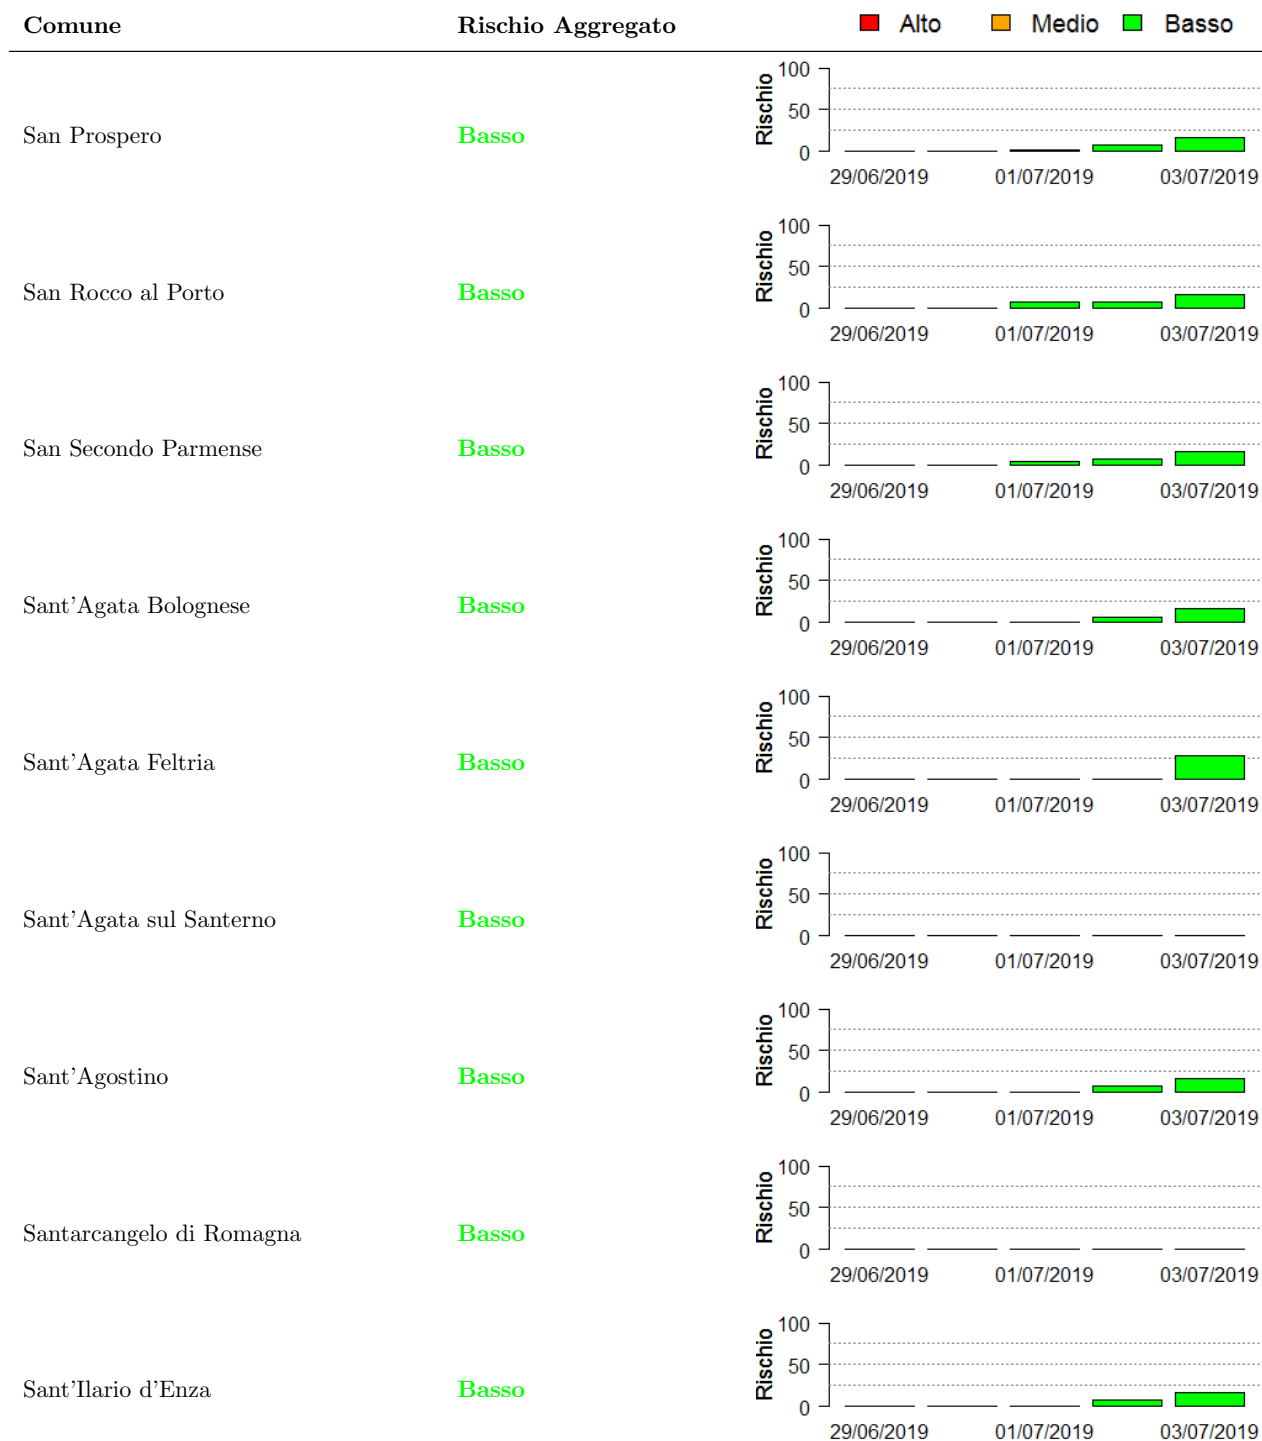 Comune Rischio Aggregato Alto Medio Basso
San Prospero Basso
Rischio
100
50
0
29/06/2019 01/07/2019 03/07/2019
San Rocco al Porto Basso
Rischio
100
50
0
29/06/2019 01/07/2019 03/07/2019
San Secondo Parmense Basso
Rischio
100
50
0
29/06/2019 01/07/2019 03/07/2019
Sant'Agata Bolognese Basso
Rischio
100
50
0
29/06/2019 01/07/2019 03/07/2019
Sant'Agata Feltria Basso
Rischio
100
50
0
29/06/2019 01/07/2019 03/07/2019
Sant'Agata sul Santerno Basso
Rischio
100
50
0
29/06/2019 01/07/2019 03/07/2019
Sant'Agostino Basso
Rischio
100
50
0
29/06/2019 01/07/2019 03/07/2019
Santarcangelo di Romagna Basso
Rischio
100
50
0
29/06/2019 01/07/2019 03/07/2019
Sant'Ilario d'Enza Basso
Rischio
100
50
0
29/06/2019 01/07/2019 03/07/2019